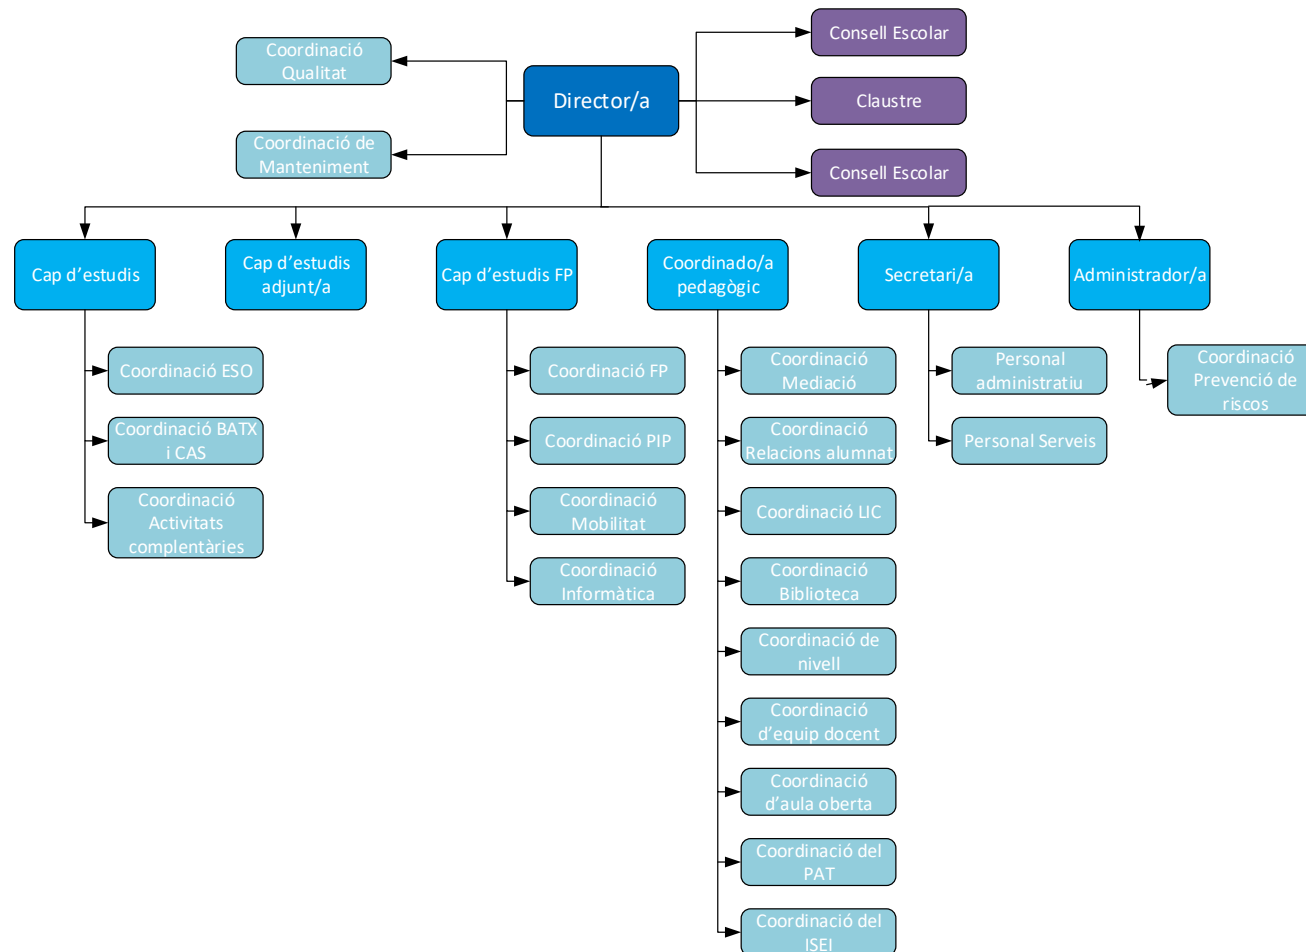 Consell Escolar
Coordinació
Qualitat
Director/a
Claustre
Coordinació de
Manteniment
Consell Escolar
Cap d’estudis
Cap d’estudis
adjunt/a
Cap d’estudis FP
Coordinado/a
pedagògic
Secretari/a
Administrador/a
Coordinació ESO
Coordinació BATX
i CAS
Coordinació
Activitats
complentàries
Coordinació FP
Coordinació PIP
Coordinació
Mobilitat
Coordinació
Informàtica
Coordinació
Mediació
Coordinació
Relacions alumnat
Coordinació LIC
Coordinació
Biblioteca
Coordinació de
nivell
Coordinació
d’equip docent
Coordinació
d’aula oberta
Coordinació del
PAT
Coordinació del
ISEI
Personal
administratiu
Personal Serveis
Coordinació
Prevenció de
riscos